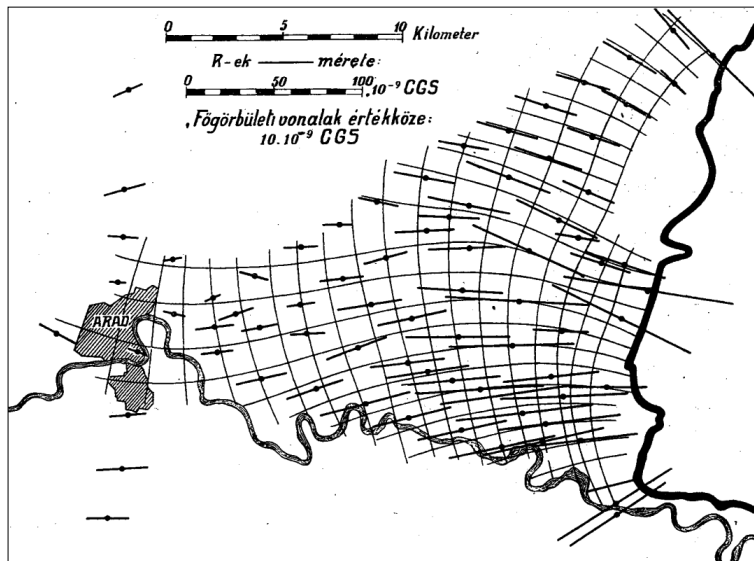 0 5 10 Kilometer
R-ek — mérete:
0 50 100 .10⁻⁹ CGS
Főgörbületi vonalak értékköze:
10.10⁻⁹ CGS
ARAD